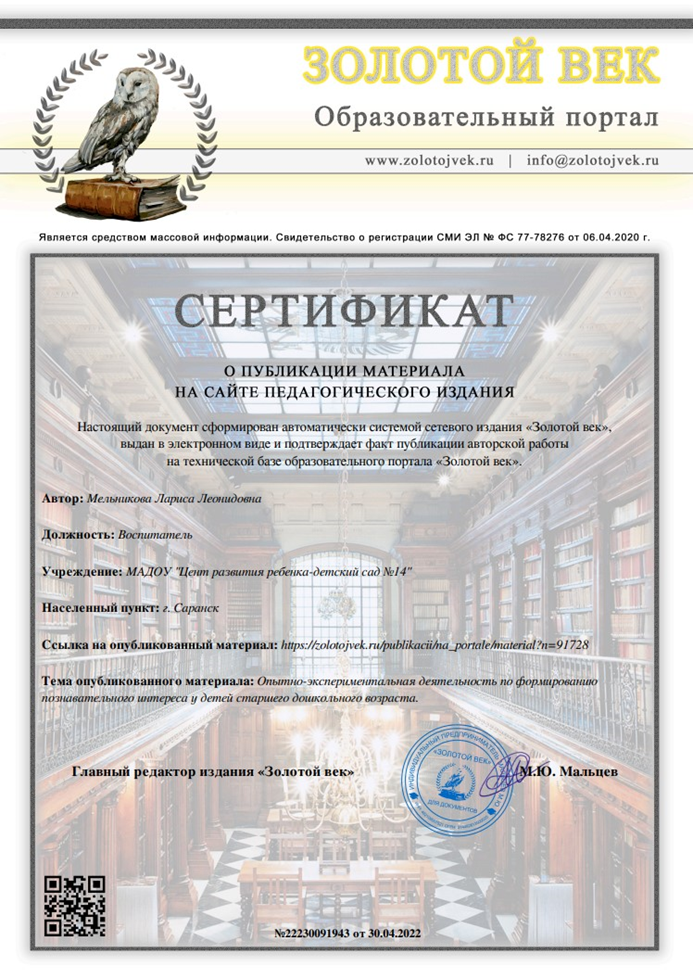 ЗОЛОТОЙ ВЕК
Образовательный портал
www.zolotojvek.ru | info@zolotojvek.ru
Является средством массовой информации. Свидетельство о регистрации СМИ ЭЛ № ФС 77-78276 от 06.04.2020 г.
СЕРТИФИКАТ
О ПУБЛИКАЦИИ МАТЕРИАЛА
НА САЙТЕ ПЕДАГОГИЧЕСКОГО ИЗДАНИЯ
Настоящий документ сформирован автоматически системой сетевого издания «Золотой век»,
выдан в электронном виде и подтверждает факт публикации авторской работы
на технической базе образовательного портала «Золотой век».
Автор: Мельникова Лариса Леонидовна
Должность: Воспитатель
Учреждение: МАДОУ "Цент развития ребенка-детский сад №14"
Населенный пункт: г. Саранск
Ссылка на опубликованный материал: https://zolotojvek.ru/publikacii/na_portale/material?n=91728
Тема опубликованного материала: Опытно-экспериментальная деятельность по формированию
познавательного интереса у детей старшего дошкольного возраста.
ИНДИВИДУАЛЬНЫЙ ПРЕДПРИНИМАТЕЛЬ
«ЗОЛОТОЙ ВЕК»
ДЛЯ ДОКУМЕНТОВ
Главный редактор издания «Золотой век» М.Ю. Мальцев
№22230091943 от 30.04.2022